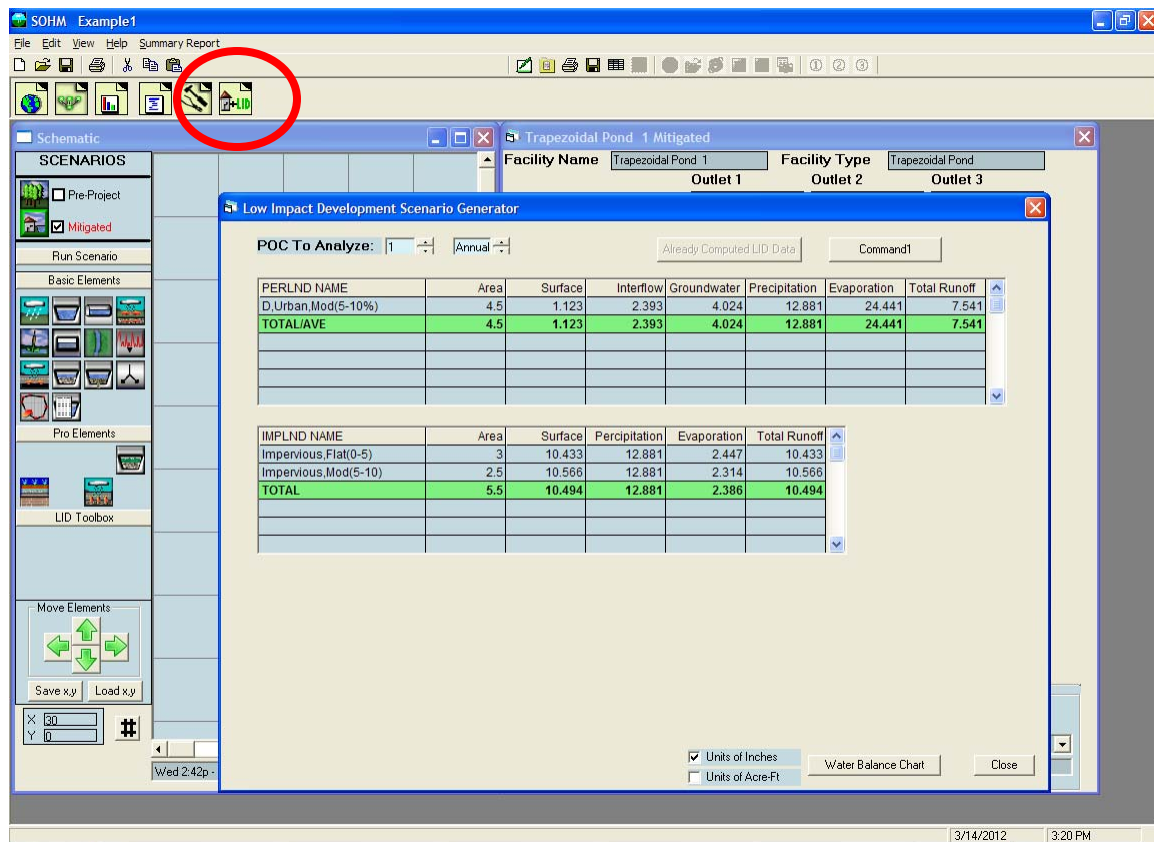 SOHM Example1
File Edit View Help Summary Report
+LID
Schematic
Trapezoidal Pond 1 Mitigated
SCENARIOS
Facility Name Trapezoidal Pond 1 Facility Type Trapezoidal Pond
Outlet 1 Outlet 2 Outlet 3
Pre-Project
Mitigated
Run Scenario
Basic Elements
Pro Elements
LID Toolbox
Move Elements
Save x,y Load x,y
X 30
Y 0
#
Wed 2:42p -
Low Impact Development Scenario Generator
POC To Analyze: 1 Annual Already Computed LID Data Command1
PERLND NAME Area Surface Interflow Groundwater Precipitation Evaporation Total Runoff
D,Urban,Mod(5-10%) 4.5 1.123 2.393 4.024 12.881 24.441 7.541
TOTAL/AVE 4.5 1.123 2.393 4.024 12.881 24.441 7.541
IMPLND NAME Area Surface Percipitation Evaporation Total Runoff
Impervious,Flat(0-5) 3 10.433 12.881 2.447 10.433
Impervious,Mod(5-10) 2.5 10.566 12.881 2.314 10.566
TOTAL 5.5 10.494 12.881 2.386 10.494
Units of Inches
Units of Acre-Ft
Water Balance Chart Close
3/14/2012 3:20 PM